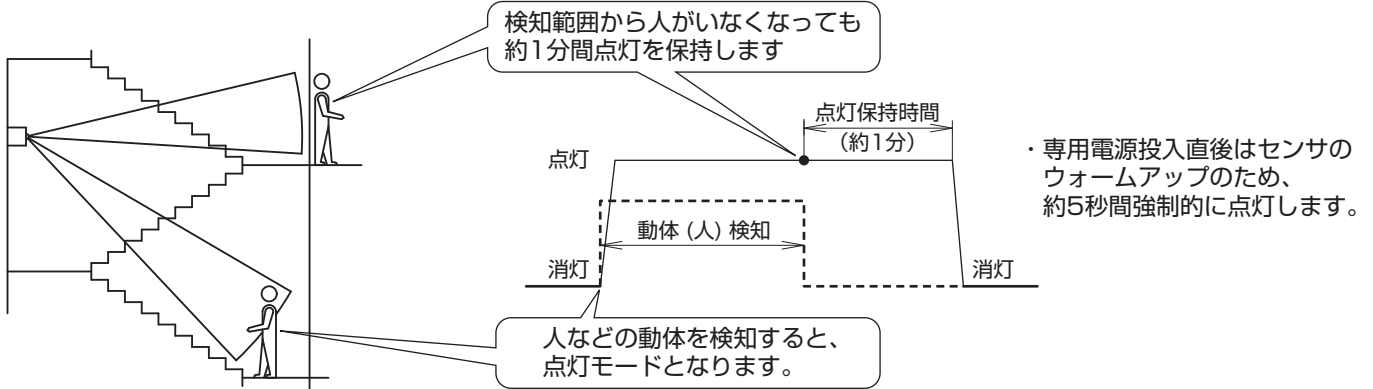 検知範囲から人がいなくなっても
約1分間点灯を保持します
点灯保持時間
（約1分）
点灯
動体 (人) 検知
消灯
消灯
人などの動体を検知すると、
点灯モードとなります。
・専用電源投入直後はセンサの
ウォームアップのため、
約5秒間強制的に点灯します。